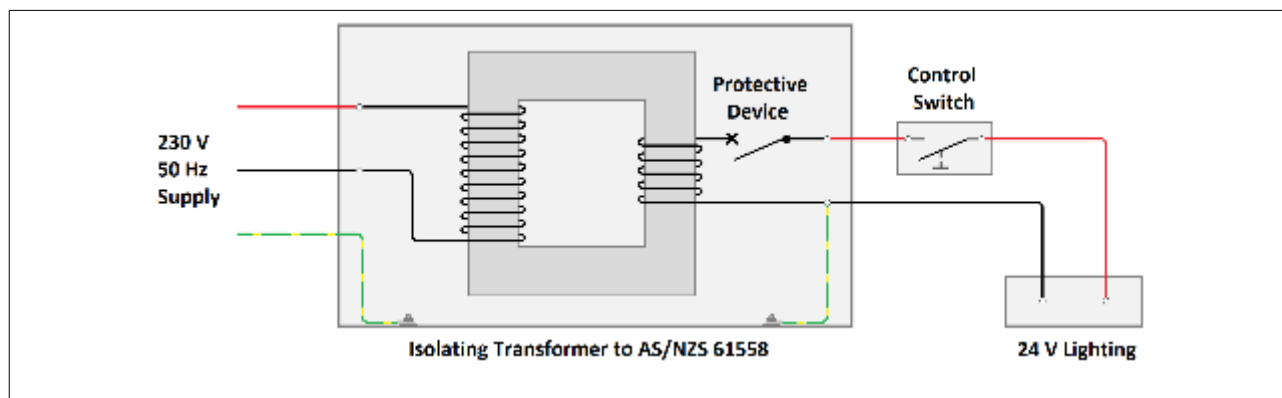 Protective
Device
Control
Switch
230 V
50 Hz
Supply
Isolating Transformer to AS/NZS 61558
24 V Lighting